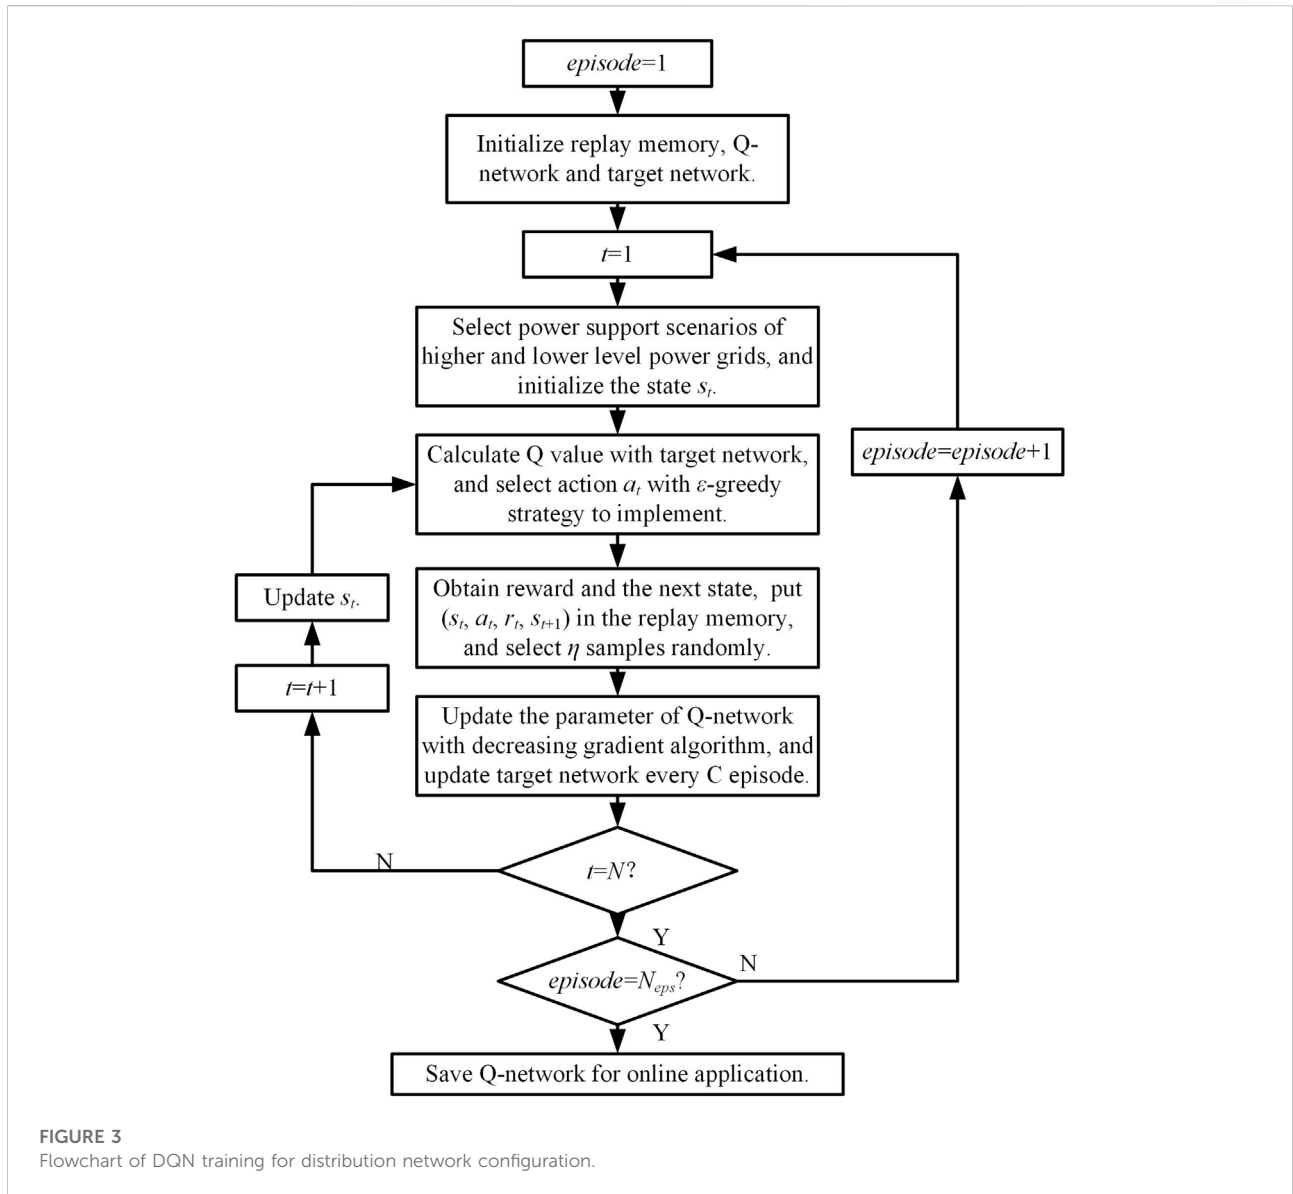 episode=1
Initialize replay memory, Q-
network and target network.
t=1
Select power support scenarios of
higher and lower level power grids, and
initialize the state sₜ.
Calculate Q value with target network,
and select action aₜ with ε-greedy
strategy to implement.
episode=episode+1
Obtain reward and the next state, put
(sₜ, aₜ, rₜ, sₜ₊₁) in the replay memory,
and select η samples randomly.
Update sₜ.
t=t+1
Update the parameter of Q-network
with decreasing gradient algorithm, and
update target network every C episode.
N
t=N?
Y
episode=Nₑₚₛ?
N
Y
Save Q-network for online application.
FIGURE 3
Flowchart of DQN training for distribution network configuration.